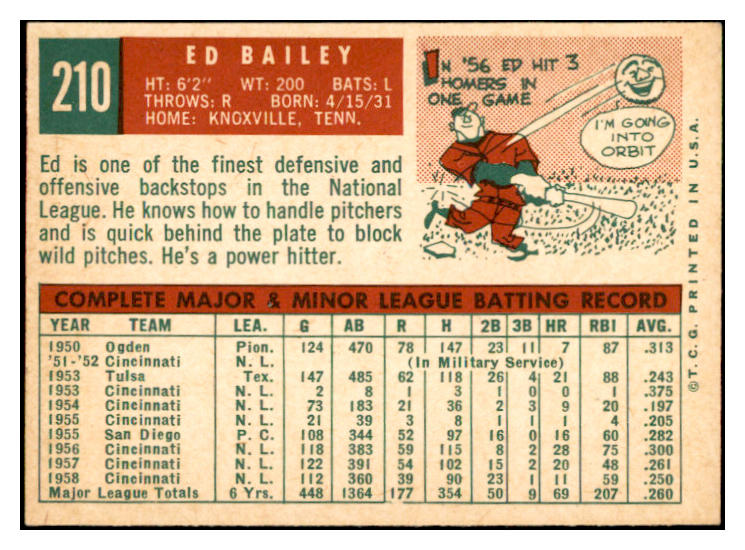 210
ED BAILEY
HT: 6'2" WT: 200 BATS: L
THROWS: R BORN: 4/15/31
HOME: KNOXVILLE, TENN.
IN '56 ED HIT 3
HOMERS IN
ONE GAME
I'M GOING
INTO
ORBIT
Ed is one of the finest defensive and
offensive backstops in the National
League. He knows how to handle pitchers
and is quick behind the plate to block
wild pitches. He's a power hitter.
COMPLETE MAJOR & MINOR LEAGUE BATTING RECORD
YEAR TEAM LEA. G AB R H 2B 3B HR RBI AVG.
1950 Ogden Pion. 124 470 78 147 23 11 7 87 .313
'51-'52 Cincinnati N. L. (In Military Service)
1953 Tulsa Tex. 147 485 62 118 26 4 21 88 .243
1953 Cincinnati N. L. 2 8 1 3 1 0 0 1 .375
1954 Cincinnati N. L. 73 183 21 36 2 3 9 20 .197
1955 Cincinnati N. L. 21 39 3 8 1 1 1 4 .205
1955 San Diego P. C. 108 344 52 97 16 0 16 60 .282
1956 Cincinnati N. L. 118 383 59 115 8 2 28 75 .300
1957 Cincinnati N. L. 122 391 54 102 15 2 20 48 .261
1958 Cincinnati N. L. 112 360 39 90 23 1 11 59 .250
Major League Totals 6 Yrs. 448 1364 177 354 50 9 69 207 .260
©T. C. G. PRINTED IN U. S. A.